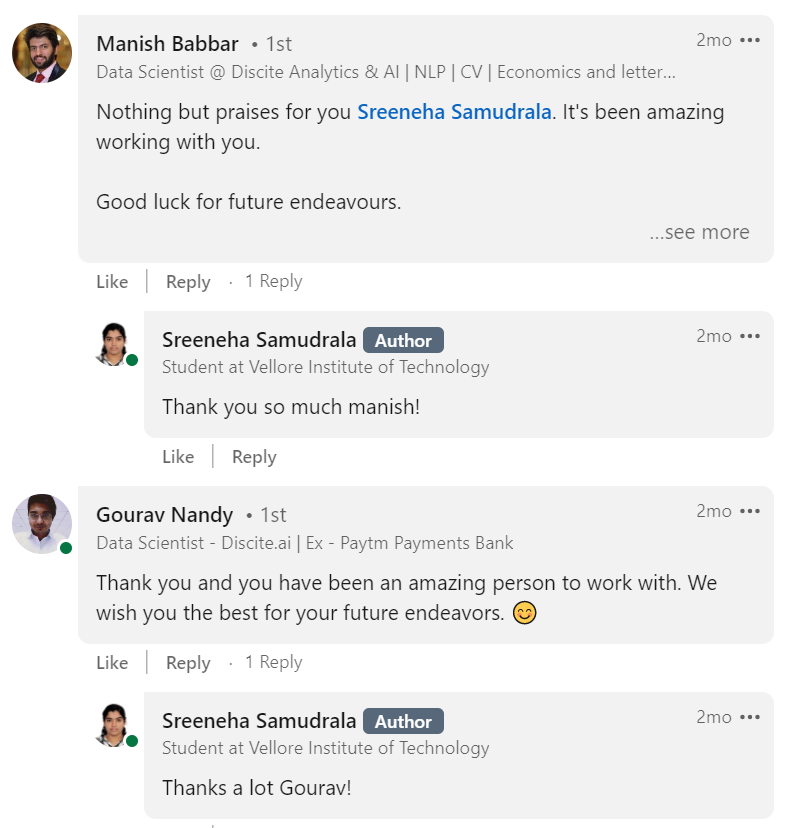 Manish Babbar • 1st
2mo •••
Data Scientist @ Discite Analytics & AI | NLP | CV | Economics and letter...
Nothing but praises for you Sreeneha Samudrala. It's been amazing
working with you.
Good luck for future endeavours.
...see more
Like | Reply · 1 Reply
Sreeneha Samudrala Author
2mo •••
Student at Vellore Institute of Technology
Thank you so much manish!
Like | Reply
Gourav Nandy • 1st
2mo •••
Data Scientist - Discite.ai | Ex - Paytm Payments Bank
Thank you and you have been an amazing person to work with. We
wish you the best for your future endeavors. 😊
Like | Reply · 1 Reply
Sreeneha Samudrala Author
2mo •••
Student at Vellore Institute of Technology
Thanks a lot Gourav!